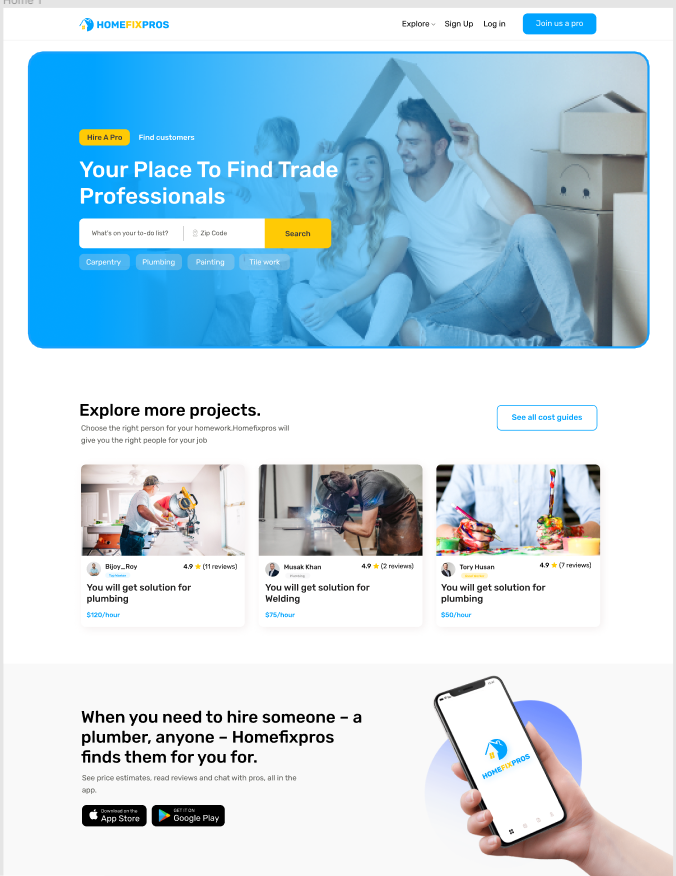 Home 1
HOMEFIXPROS
Explore
Sign Up
Log in
Join us a pro
Hire A Pro
Find customers
Your Place To Find Trade
Professionals
What's on your to-do list?
Zip Code
Search
Carpentry
Plumbing
Painting
Tile work
Explore more projects.
Choose the right person for your homework.Homefixpros will
give you the right people for your job
See all cost guides
Bijoy_Roy
4.9 ★ (11 reviews)
You will get solution for
plumbing
$120/hour
Musak Khan
4.9 ★ (2 reviews)
You will get solution for
Welding
$75/hour
Tory Husan
4.9 ★ (7 reviews)
You will get solution for
plumbing
$50/hour
When you need to hire someone – a
plumber, anyone – Homefixpros
finds them for you for.
See price estimates, read reviews and chat with pros, all in the
app.
Download on the
App Store
GET IT ON
Google Play
HOMEFIXPROS